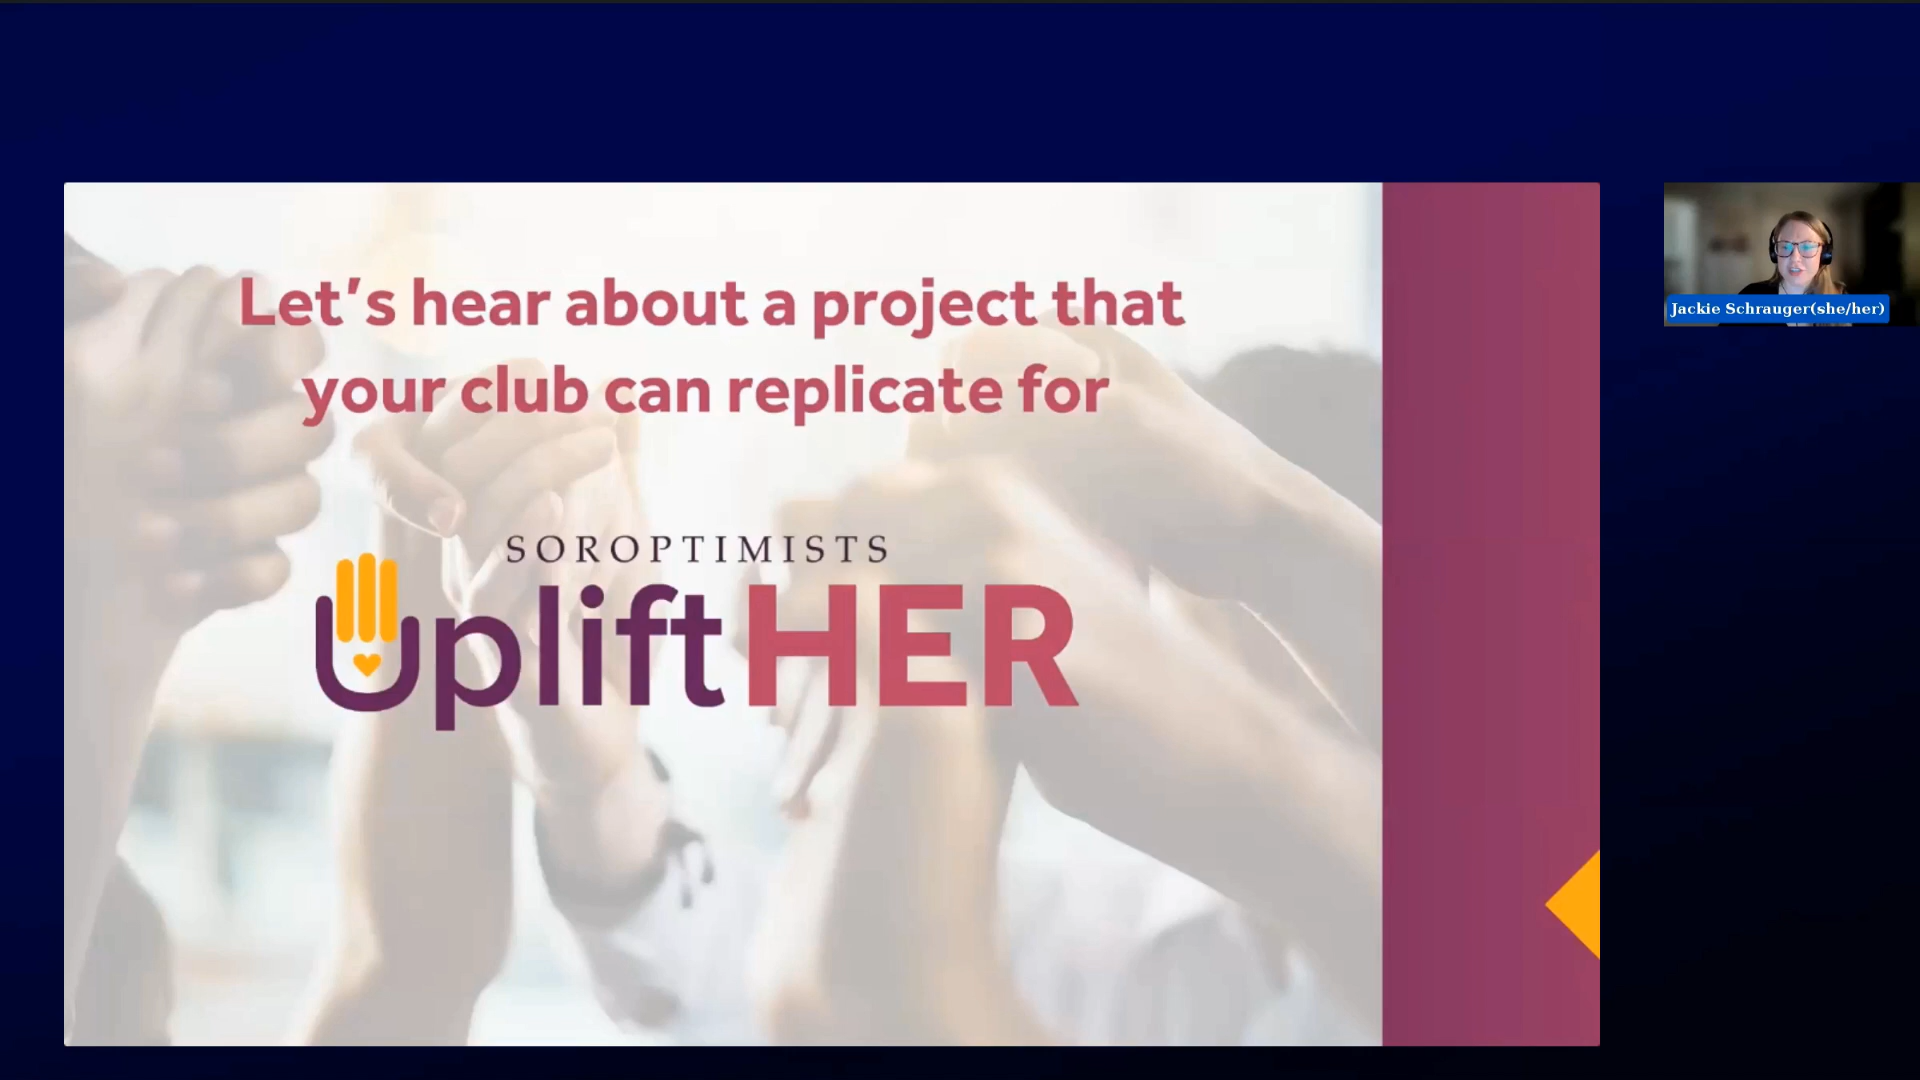 Let's hear about a project that
your club can replicate for
SOROPTIMISTS
UpliftHER
Jackie Schrauger(she/her)